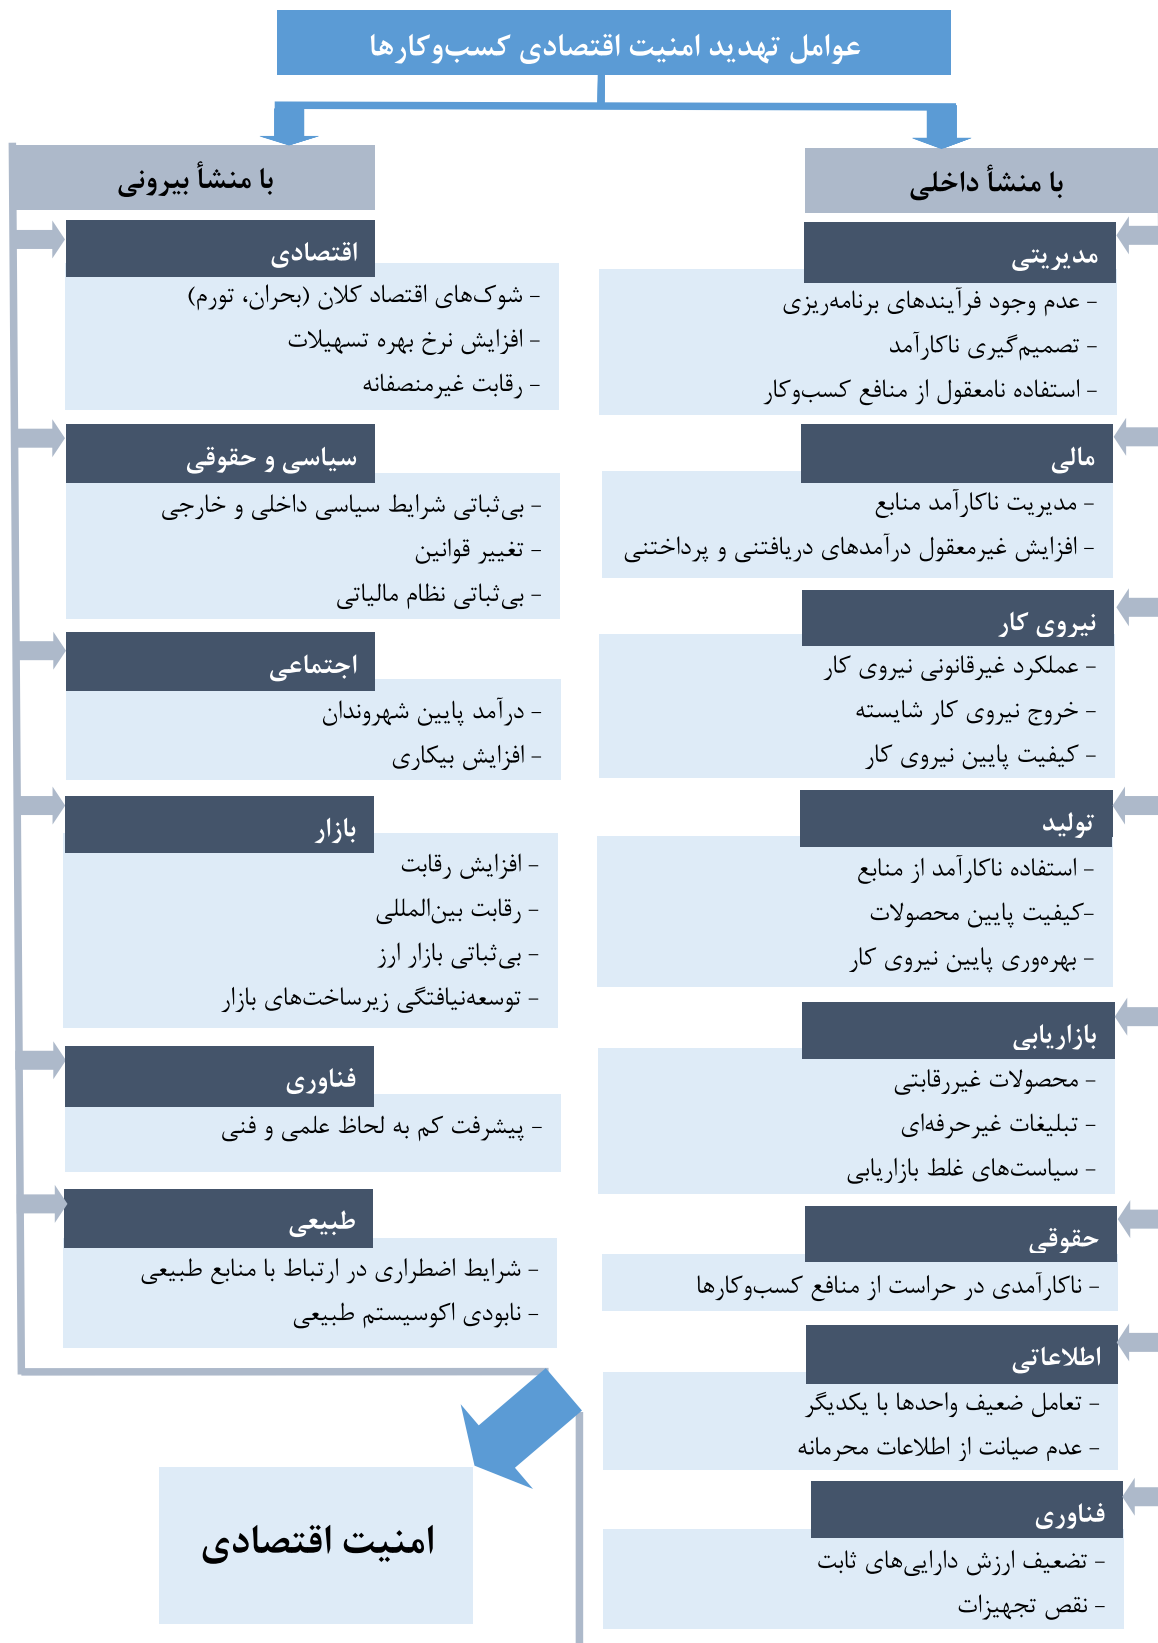 عوامل تهدید امنیت اقتصادی کسب‌وکارها
با منشأ داخلی
مدیریتی
- عدم وجود فرآیندهای برنامه‌ریزی
- تصمیم‌گیری ناکارآمد
- استفاده نامعقول از منافع کسب‌وکار
مالی
- مدیریت ناکارآمد منابع
- افزایش غیرمعقول درآمدهای دریافتنی و پرداختنی
نیروی کار
- عملکرد غیرقانونی نیروی کار
- خروج نیروی کار شایسته
- کیفیت پایین نیروی کار
تولید
- استفاده ناکارآمد از منابع
-کیفیت پایین محصولات
- بهره‌وری پایین نیروی کار
بازاریابی
- محصولات غیررقابتی
- تبلیغات غیرحرفه‌ای
- سیاست‌های غلط بازاریابی
حقوقی
- ناکارآمدی در حراست از منافع کسب‌وکارها
اطلاعاتی
- تعامل ضعیف واحدها با یکدیگر
- عدم صیانت از اطلاعات محرمانه
فناوری
- تضعیف ارزش دارایی‌های ثابت
- نقص تجهیزات
با منشأ بیرونی
اقتصادی
- شوک‌های اقتصاد کلان (بحران، تورم)
- افزایش نرخ بهره تسهیلات
- رقابت غیرمنصفانه
سیاسی و حقوقی
- بی‌ثباتی شرایط سیاسی داخلی و خارجی
- تغییر قوانین
- بی‌ثباتی نظام مالیاتی
اجتماعی
- درآمد پایین شهروندان
- افزایش بیکاری
بازار
- افزایش رقابت
- رقابت بین‌المللی
- بی‌ثباتی بازار ارز
- توسعه‌نیافتگی زیرساخت‌های بازار
فناوری
- پیشرفت کم به لحاظ علمی و فنی
طبیعی
- شرایط اضطراری در ارتباط با منابع طبیعی
- نابودی اکوسیستم طبیعی
امنیت اقتصادی